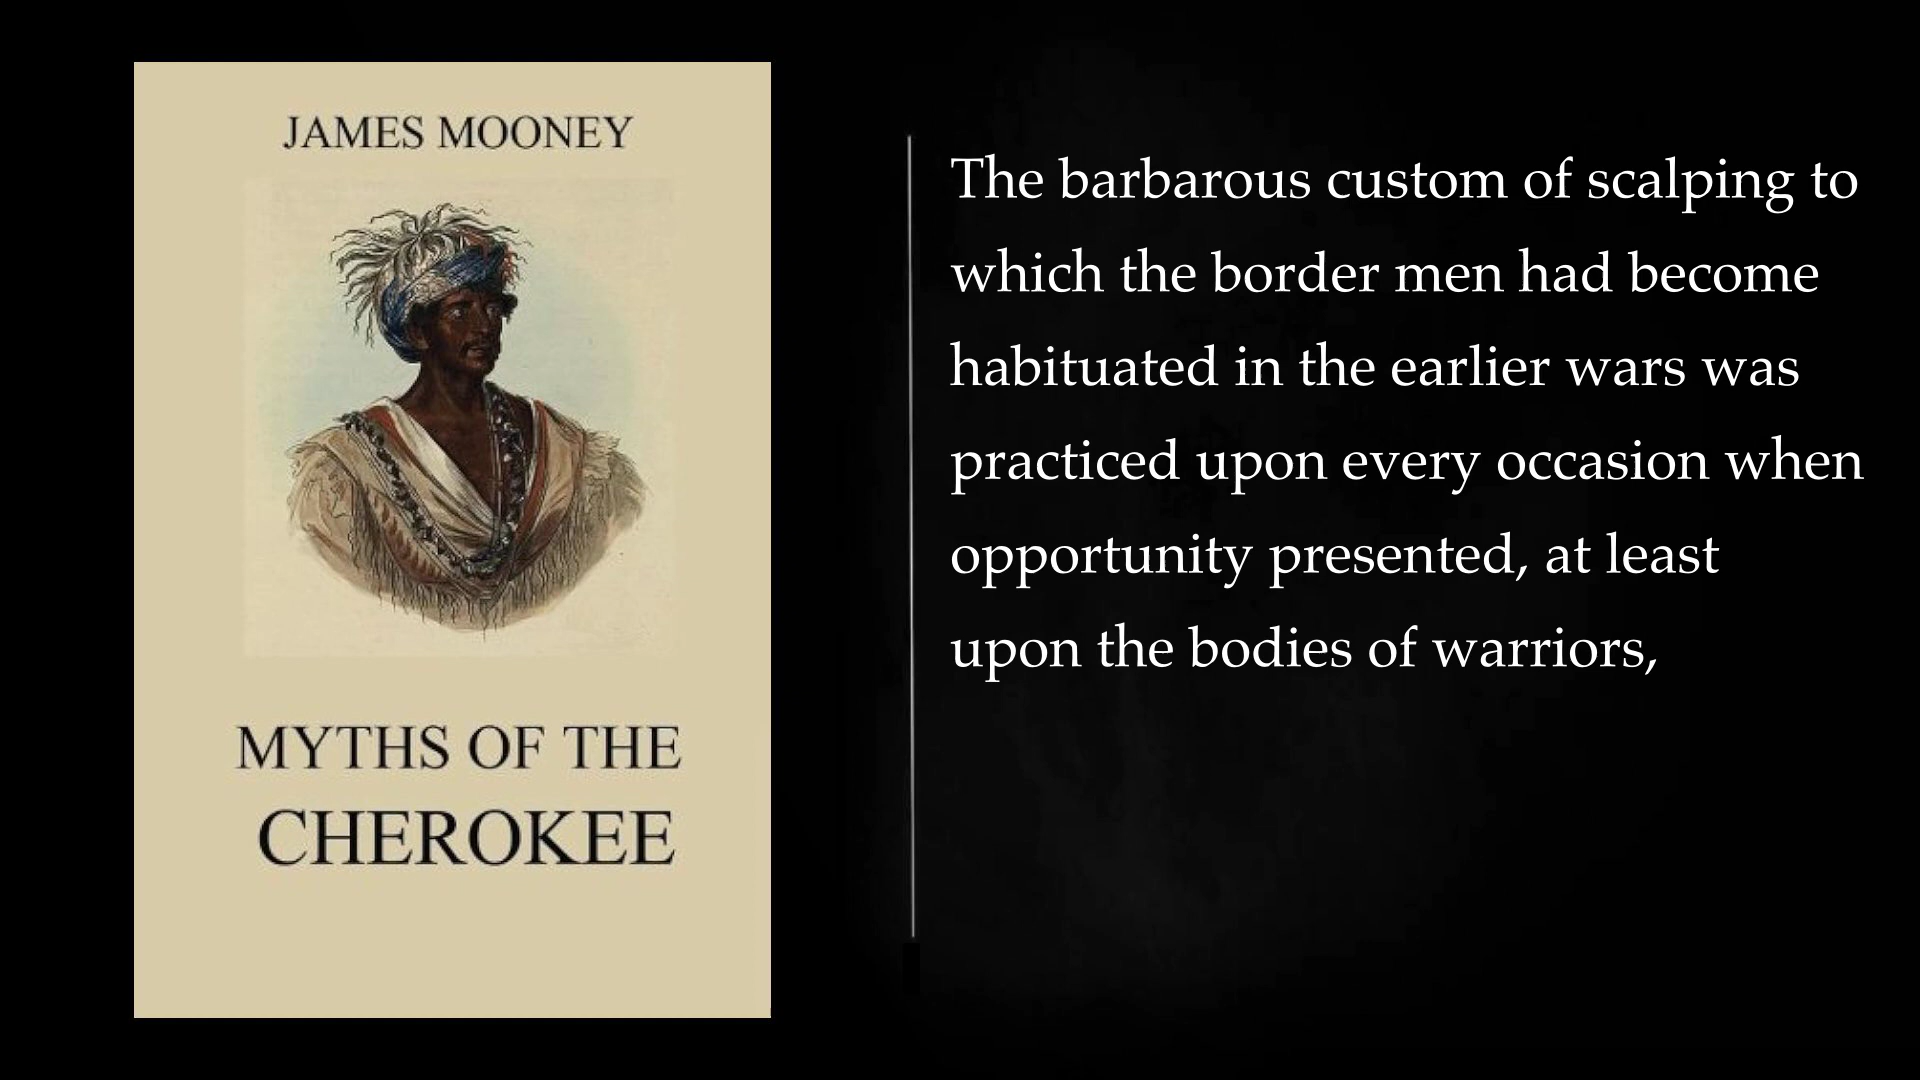 JAMES MOONEY
MYTHS OF THE
CHEROKEE
The barbarous custom of scalping to
which the border men had become
habituated in the earlier wars was
practiced upon every occasion when
opportunity presented, at least
upon the bodies of warriors,